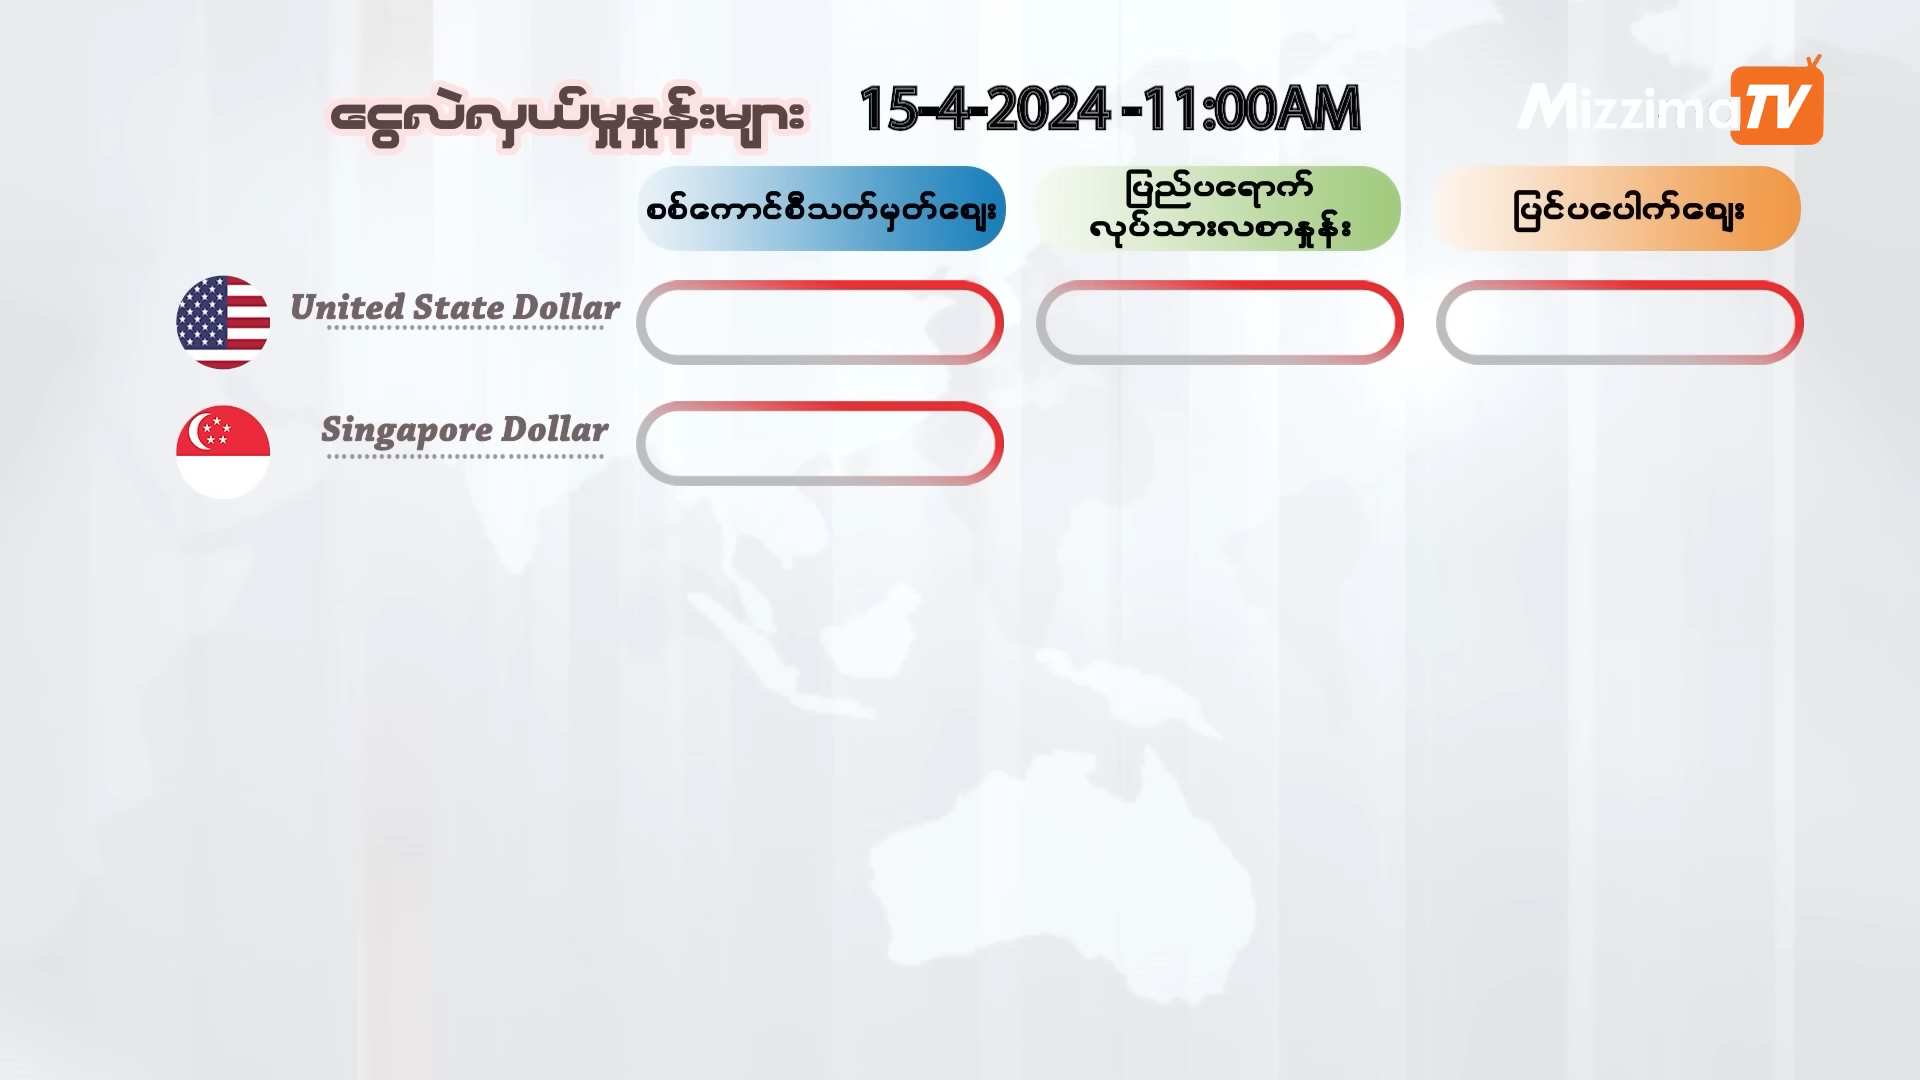 ငွေလဲလှယ်မှုနှုန်းများ 15-4-2024 -11:00AM
Mizzima TV
စစ်ကောင်စီသတ်မှတ်ဈေး
ပြည်ပရောက်
လုပ်သားလစာနှုန်း
ပြင်ပပေါက်ဈေး
United State Dollar
Singapore Dollar